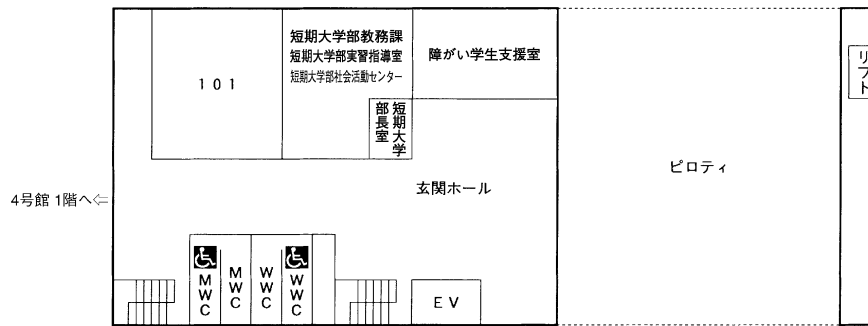 短期大学部教務課
短期大学部実習指導室
短期大学部社会活動センター
障がい学生支援室
リフト
101
短期大学
部長室
ピロティ
玄関ホール
4号館 1階へ⇦
MWC
MWC
WWC
WWC
EV